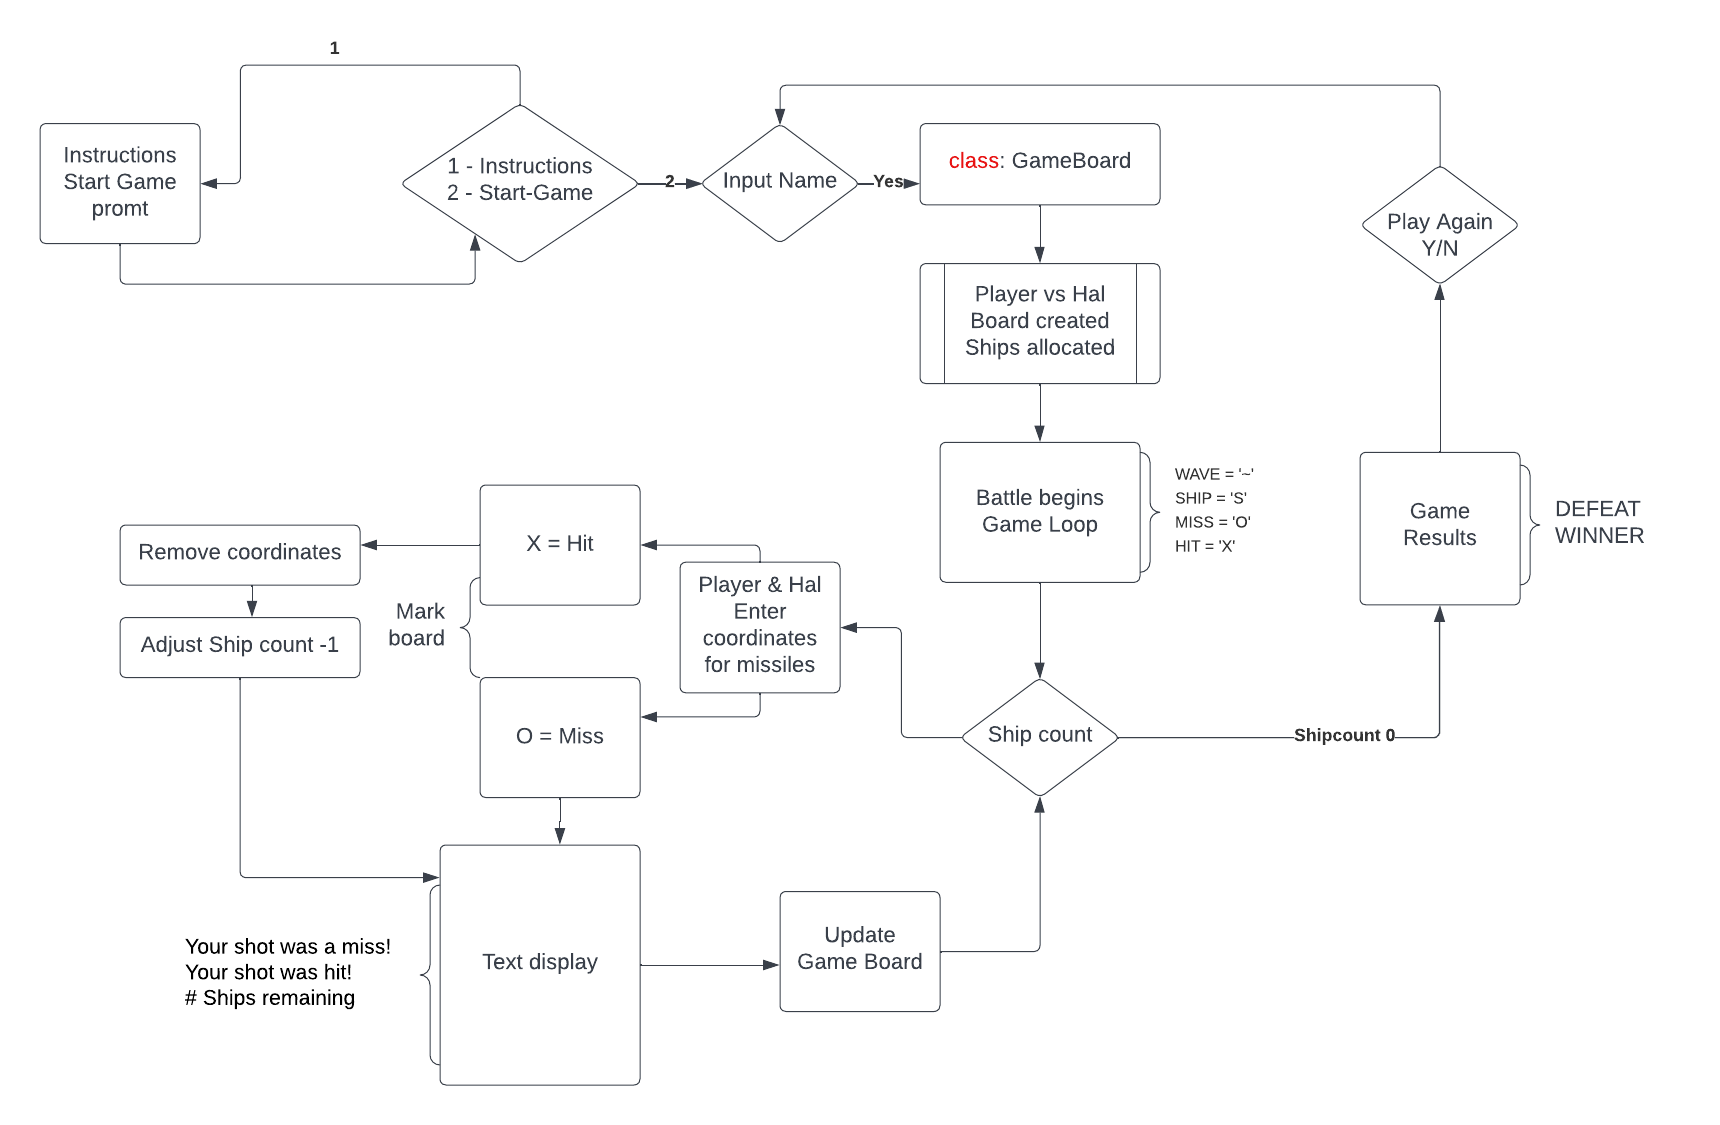 1
Instructions
Start Game
promt
1 - Instructions
2 - Start-Game
2
Input Name
Yes
class: GameBoard
Play Again
Y/N
Player vs Hal
Board created
Ships allocated
Battle begins
Game Loop
WAVE = '~'
SHIP = 'S'
MISS = 'O'
HIT = 'X'
Game
Results
DEFEAT
WINNER
X = Hit
Remove coordinates
Player & Hal
Enter
coordinates
for missiles
Mark
board
Adjust Ship count -1
O = Miss
Ship count
Shipcount 0
Your shot was a miss!
Your shot was hit!
# Ships remaining
Text display
Update
Game Board